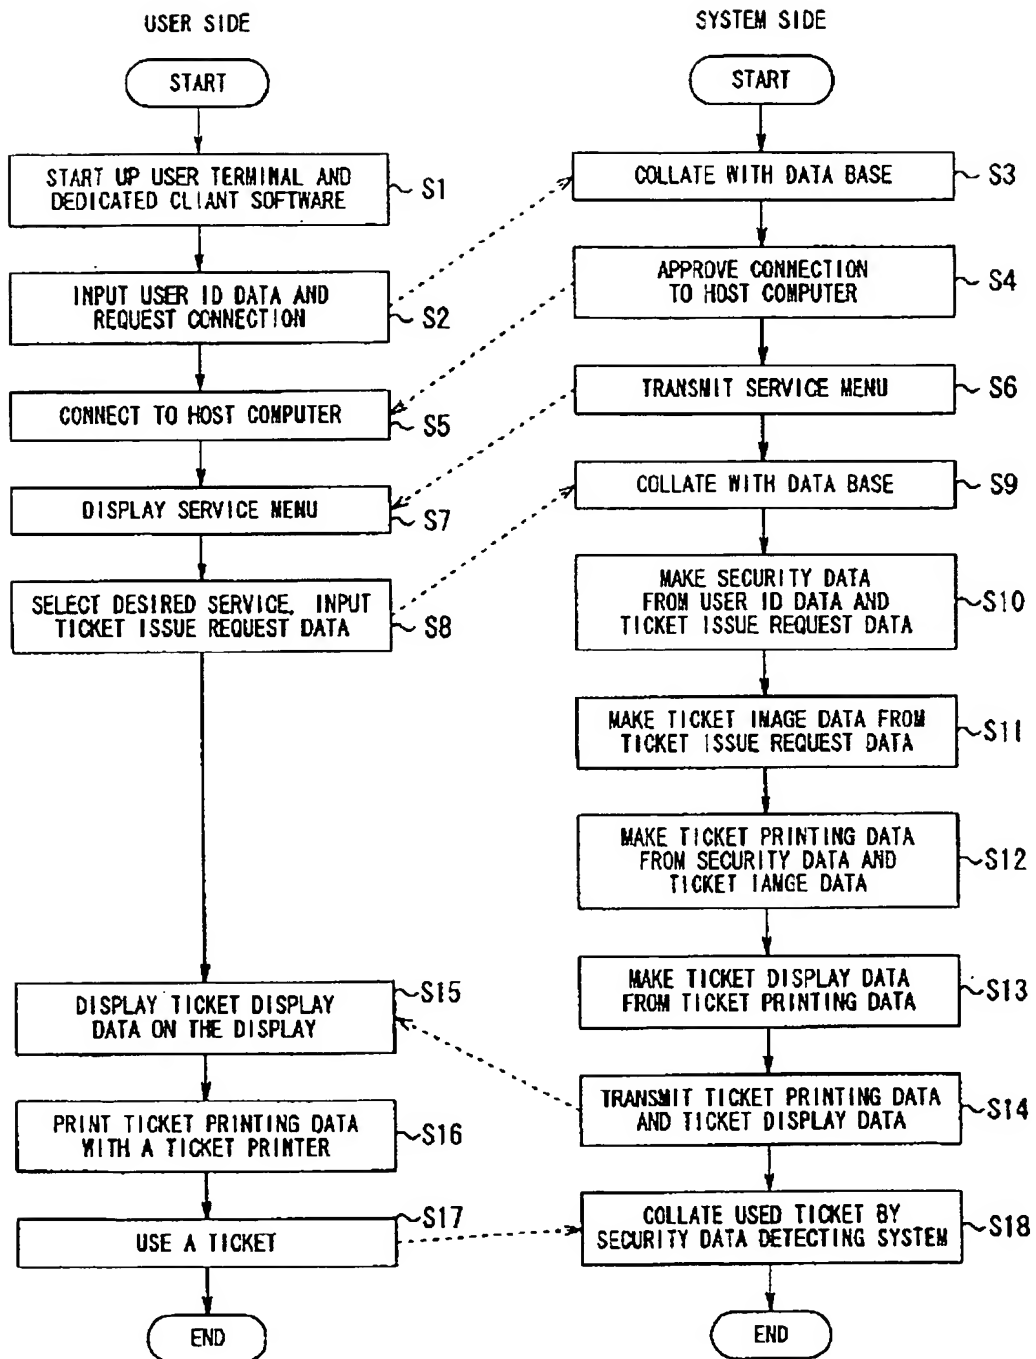 USER SIDE
START
START UP USER TERMINAL AND
DEDICATED CLIANT SOFTWARE
S1
INPUT USER ID DATA AND
REQUEST CONNECTION
S2
CONNECT TO HOST COMPUTER
S5
DISPLAY SERVICE MENU
S7
SELECT DESIRED SERVICE, INPUT
TICKET ISSUE REQUEST DATA
S8
DISPLAY TICKET DISPLAY
DATA ON THE DISPLAY
S15
PRINT TICKET PRINTING DATA
WITH A TICKET PRINTER
S16
USE A TICKET
S17
END
SYSTEM SIDE
START
COLLATE WITH DATA BASE
S3
APPROVE CONNECTION
TO HOST COMPUTER
S4
TRANSMIT SERVICE MENU
S6
COLLATE WITH DATA BASE
S9
MAKE SECURITY DATA
FROM USER ID DATA AND
TICKET ISSUE REQUEST DATA
S10
MAKE TICKET IMAGE DATA FROM
TICKET ISSUE REQUEST DATA
S11
MAKE TICKET PRINTING DATA
FROM SECURITY DATA AND
TICKET IAMGE DATA
S12
MAKE TICKET DISPLAY DATA
FROM TICKET PRINTING DATA
S13
TRANSMIT TICKET PRINTING DATA
AND TICKET DISPLAY DATA
S14
COLLATE USED TICKET BY
SECURITY DATA DETECTING SYSTEM
S18
END